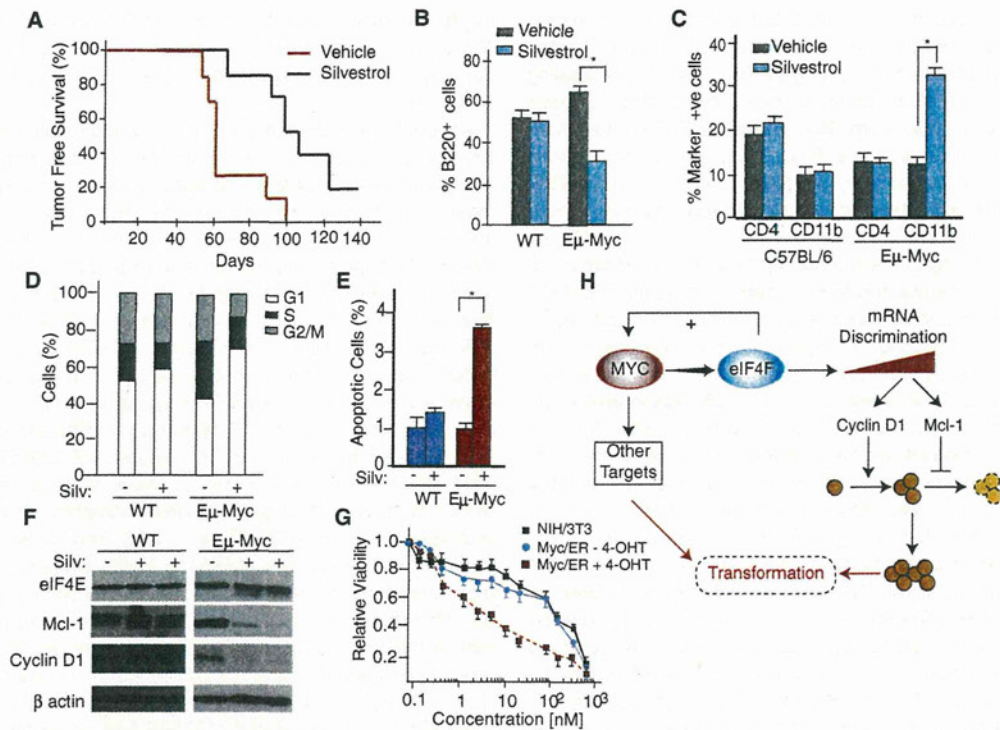 A
Tumor Free Survival (%)
100
80
60
40
20
0
Vehicle
Silvestrol
20 40 60 80 100 120 140
Days
B
% B220+ cells
80
60
40
20
0
Vehicle
Silvestrol
*
WT Eμ-Myc
C
% Marker +ve cells
40
30
20
10
0
Vehicle
Silvestrol
*
CD4 CD11b CD4 CD11b
C57BL/6 Eμ-Myc
D
Cells (%)
100
80
60
40
20
0
G1
S
G2/M
Silv: - + - +
WT Eμ-Myc
E
Apoptotic Cells (%)
4
2
0
*
Silv: - + - +
WT Eμ-Myc
F
WT Eμ-Myc
Silv: - + + - + +
eIF4E
Mcl-1
Cyclin D1
β actin
G
Relative Viability
1.0
0.8
0.6
0.4
0.2
NIH/3T3
Myc/ER - 4-OHT
Myc/ER + 4-OHT
0.1 1 10 100 10³
Concentration [nM]
H
+
MYC
eIF4F
mRNA
Discrimination
Cyclin D1 Mcl-1
Other
Targets
Transformation